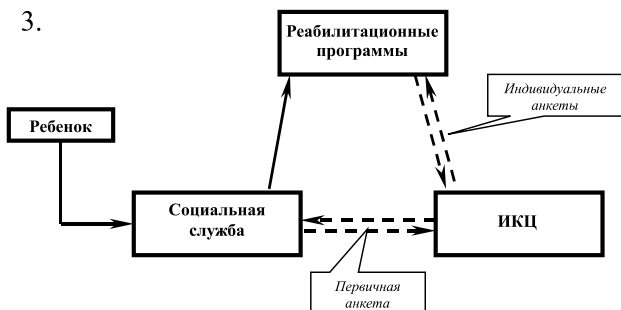 3.
Реабилитационные
программы
Индивидуальные
анкеты
Ребенок
Социальная
служба
ИКЦ
Первичная
анкета